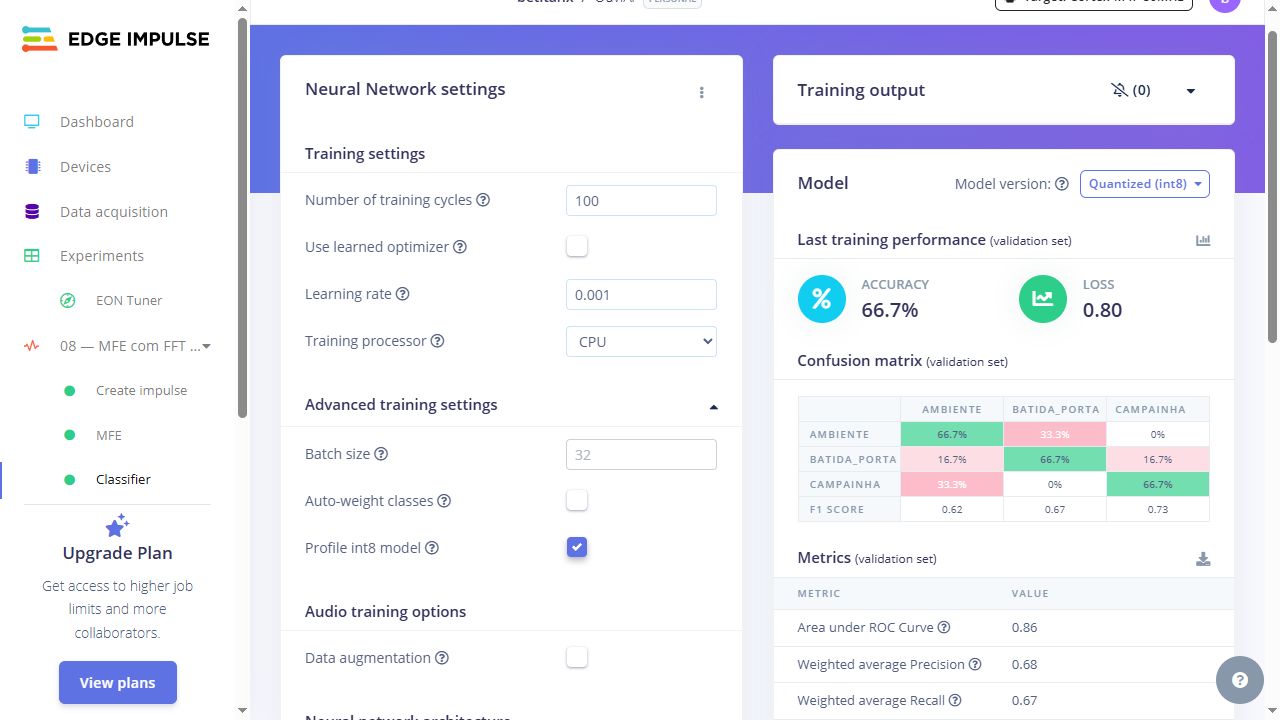 EDGE IMPULSE
Dashboard
Devices
Data acquisition
Experiments
EON Tuner
08 — MFE com FFT ...
Create impulse
MFE
Classifier
Upgrade Plan
Get access to higher job
limits and more
collaborators.
View plans
Neural Network settings
Training settings
Number of training cycles
100
Use learned optimizer
Learning rate
0.001
Training processor
CPU
Advanced training settings
Batch size
32
Auto-weight classes
Profile int8 model
Audio training options
Data augmentation
Neural network architecture
Training output
(0)
Model
Model version:
Quantized (int8)
Last training performance (validation set)
ACCURACY
66.7%
LOSS
0.80
Confusion matrix (validation set)
AMBIENTE BATIDA_PORTA CAMPAINHA
AMBIENTE 66.7% 33.3% 0%
BATIDA_PORTA 16.7% 66.7% 16.7%
CAMPAINHA 33.3% 0% 66.7%
F1 SCORE 0.62 0.67 0.73
Metrics (validation set)
METRIC VALUE
Area under ROC Curve 0.86
Weighted average Precision 0.68
Weighted average Recall 0.67